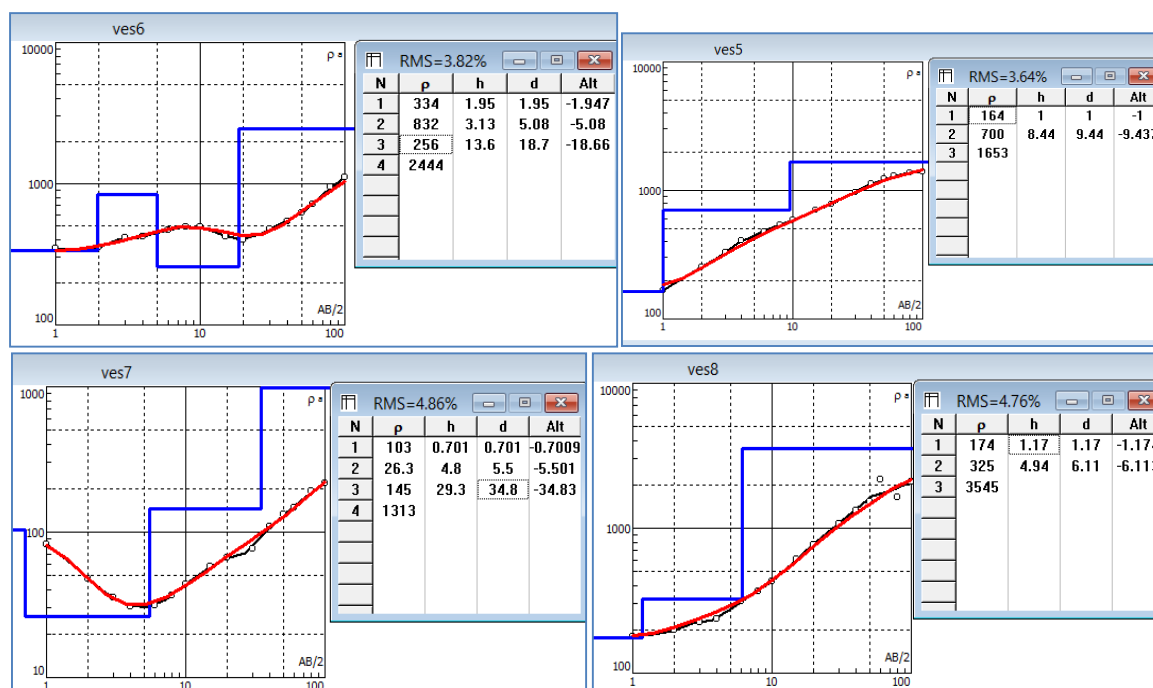 ves6
10000
ρ a
1000
100
AB/2
1 10 100
RMS=3.82%
N ρ h d Alt
1 334 1.95 1.95 -1.947
2 832 3.13 5.08 -5.08
3 256 13.6 18.7 -18.66
4 2444
ves5
10000
ρ a
1000
100
AB/2
1 10 100
RMS=3.64%
N ρ h d Alt
1 164 1 1 -1
2 700 8.44 9.44 -9.437
3 1653
ves7
1000
ρ a
100
10
AB/2
1 10 100
RMS=4.86%
N ρ h d Alt
1 103 0.701 0.701 -0.7009
2 26.3 4.8 5.5 -5.501
3 145 29.3 34.8 -34.83
4 1313
ves8
10000
ρ a
1000
100
AB/2
1 10 100
RMS=4.76%
N ρ h d Alt
1 174 1.17 1.17 -1.174
2 325 4.94 6.11 -6.113
3 3545